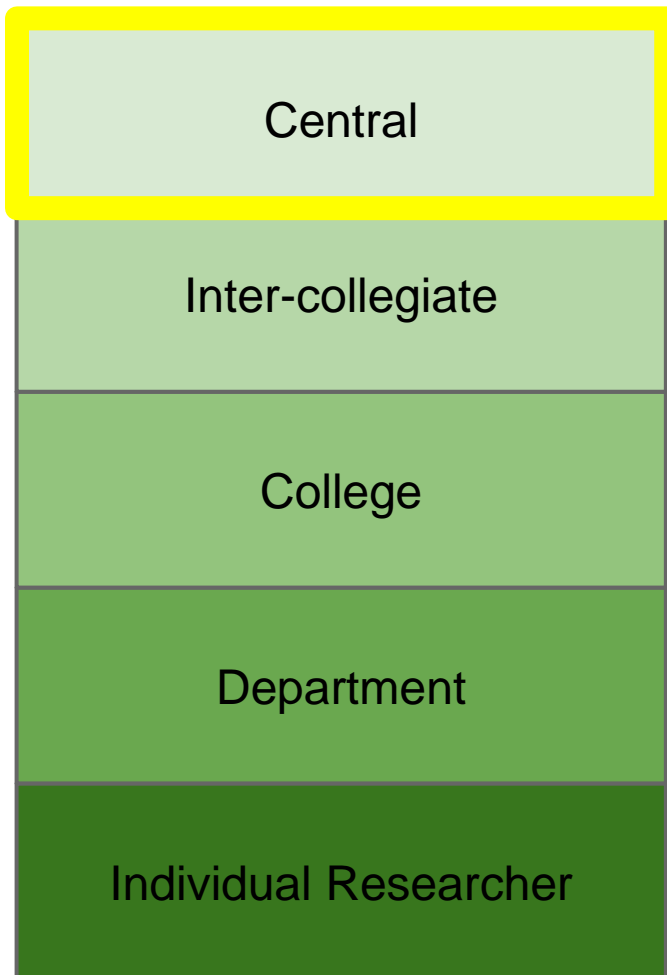 Central
Inter-collegiate
College
Department
Individual Researcher